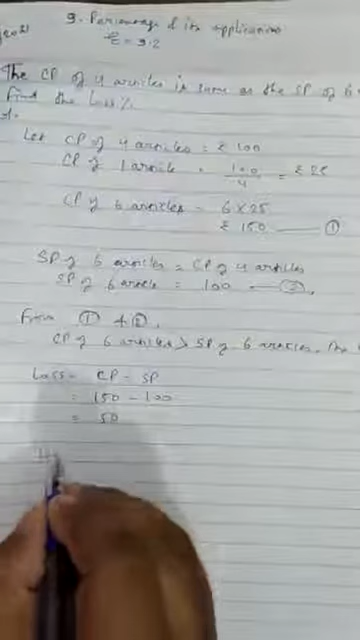 9. Percentage & its applications
Ex = 9.2
The CP of 4 articles is same as the SP of 6
Find the Loss%
Let CP of 4 articles = ₹ 100
CP of 1 article = 100/4 = ₹ 25
CP of 6 articles = 6 × 25
₹ 150 — ①
SP of 6 articles = CP of 4 articles
SP of 6 article = 100 — ②
From ① & ②,
CP of 6 articles > SP of 6 articles.
Loss = CP - SP
= 150 - 100
= 50